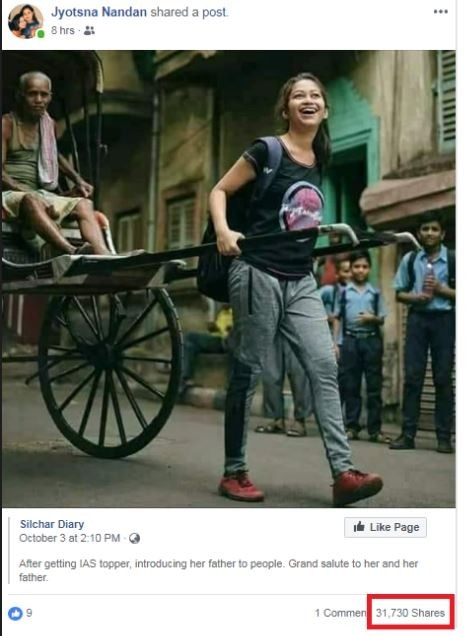 Jyotsna Nandan shared a post.
8 hrs ·
Silchar Diary
October 3 at 2:10 PM ·
Like Page
After getting IAS topper, introducing her father to people. Grand salute to her and her
father.
9
1 Commen 31,730 Shares